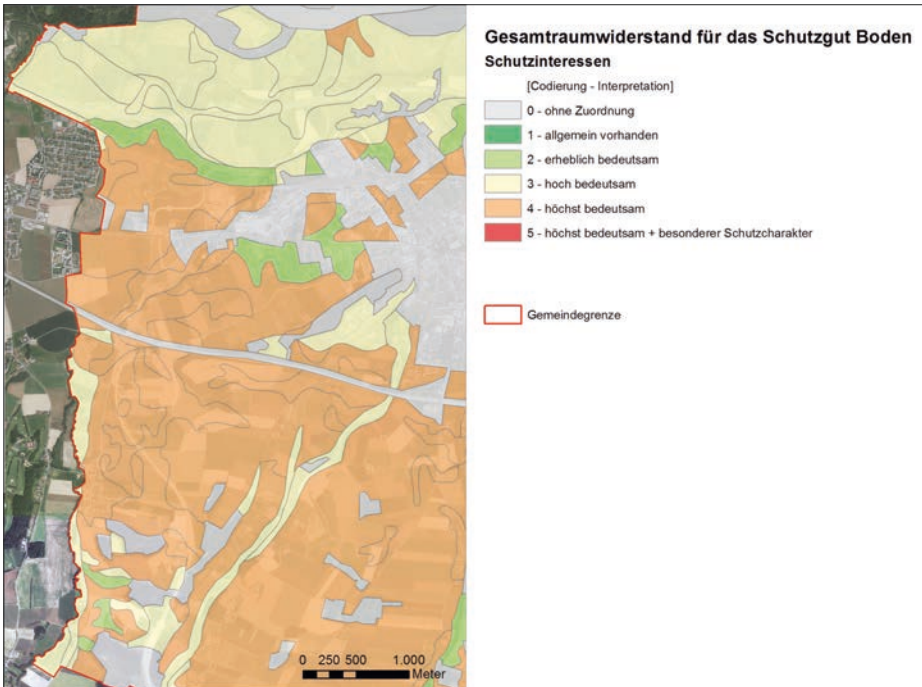 Gesamtraumwiderstand für das Schutzgut Boden
Schutzinteressen
[Codierung - Interpretation]
0 - ohne Zuordnung
1 - allgemein vorhanden
2 - erheblich bedeutsam
3 - hoch bedeutsam
4 - höchst bedeutsam
5 - höchst bedeutsam + besonderer Schutzcharakter
Gemeindegrenze
0 250 500 1.000
Meter